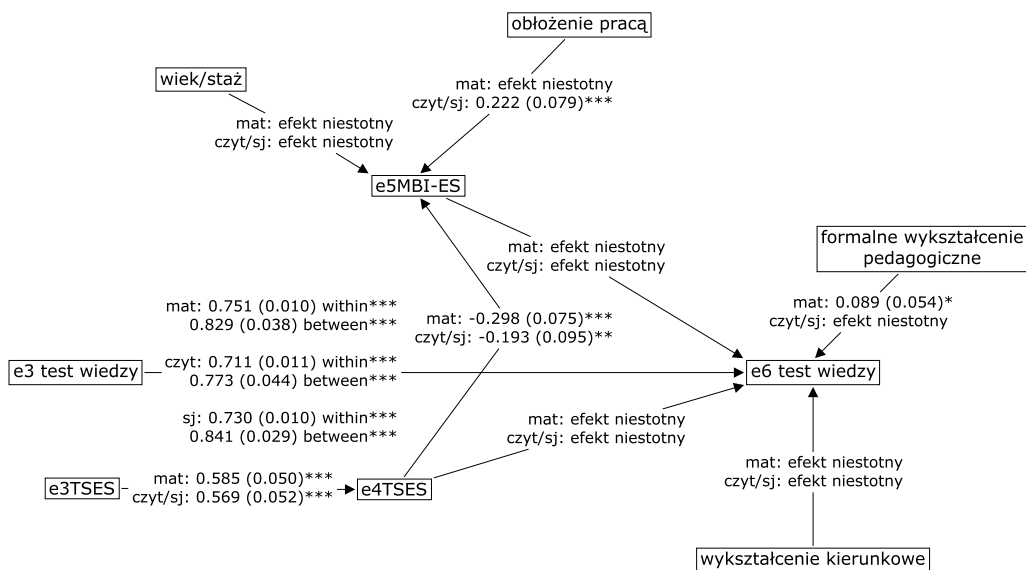 obłożenie pracą
wiek/staż
mat: efekt niestotny
czyt/sj: 0.222 (0.079)***
mat: efekt niestotny
czyt/sj: efekt niestotny
e5MBI-ES
formalne wykształcenie
pedagogiczne
mat: efekt niestotny
czyt/sj: efekt niestotny
mat: 0.751 (0.010) within***
0.829 (0.038) between***
mat: -0.298 (0.075)***
czyt/sj: -0.193 (0.095)**
mat: 0.089 (0.054)*
czyt/sj: efekt niestotny
e3 test wiedzy
czyt: 0.711 (0.011) within***
0.773 (0.044) between***
e6 test wiedzy
sj: 0.730 (0.010) within***
0.841 (0.029) between***
mat: efekt niestotny
czyt/sj: efekt niestotny
e3TSES
mat: 0.585 (0.050)***
czyt/sj: 0.569 (0.052)***
e4TSES
mat: efekt niestotny
czyt/sj: efekt niestotny
wykształcenie kierunkowe